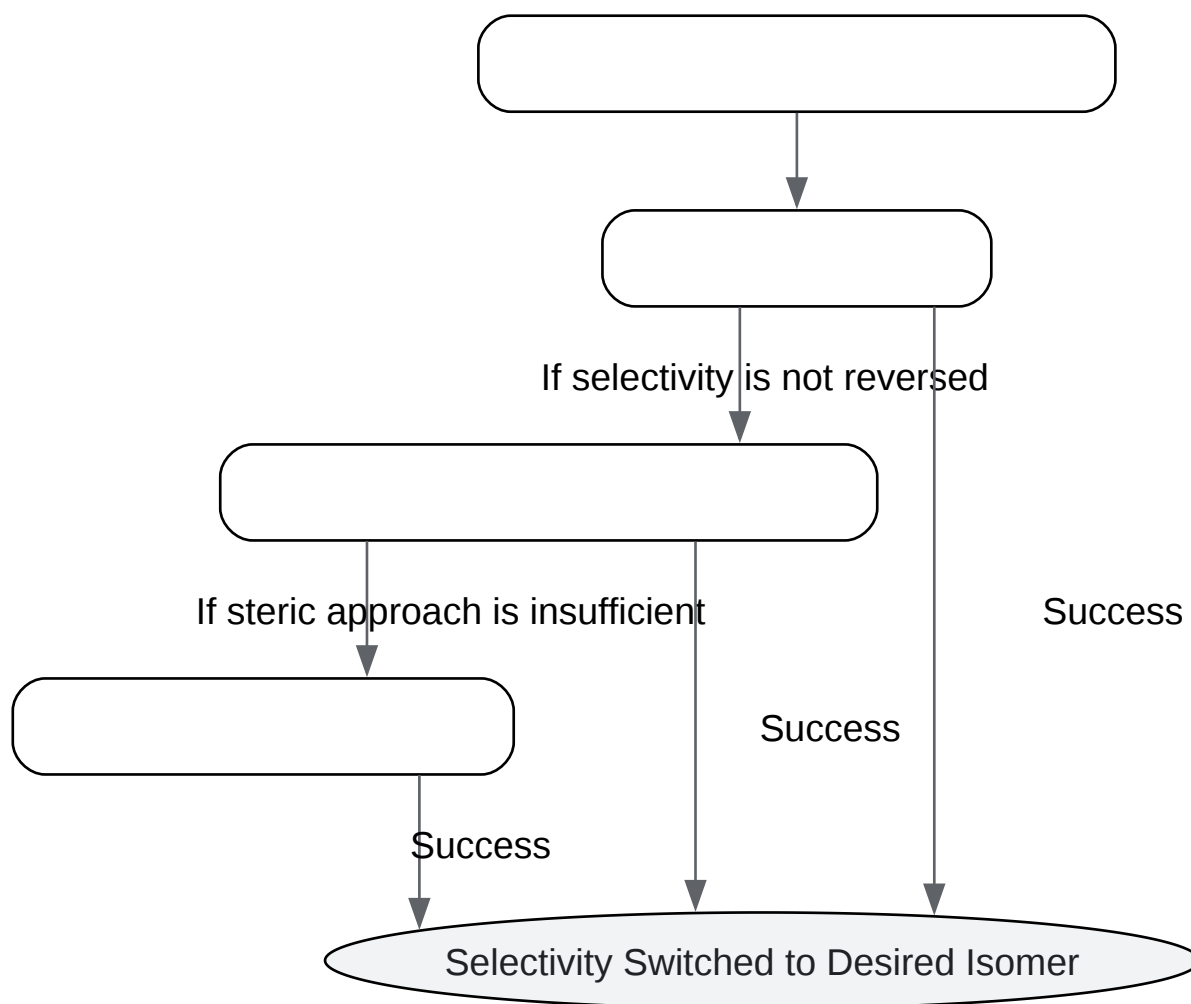 If selectivity is not reversed
If steric approach is insufficient
Success
Success
Success
Selectivity Switched to Desired Isomer